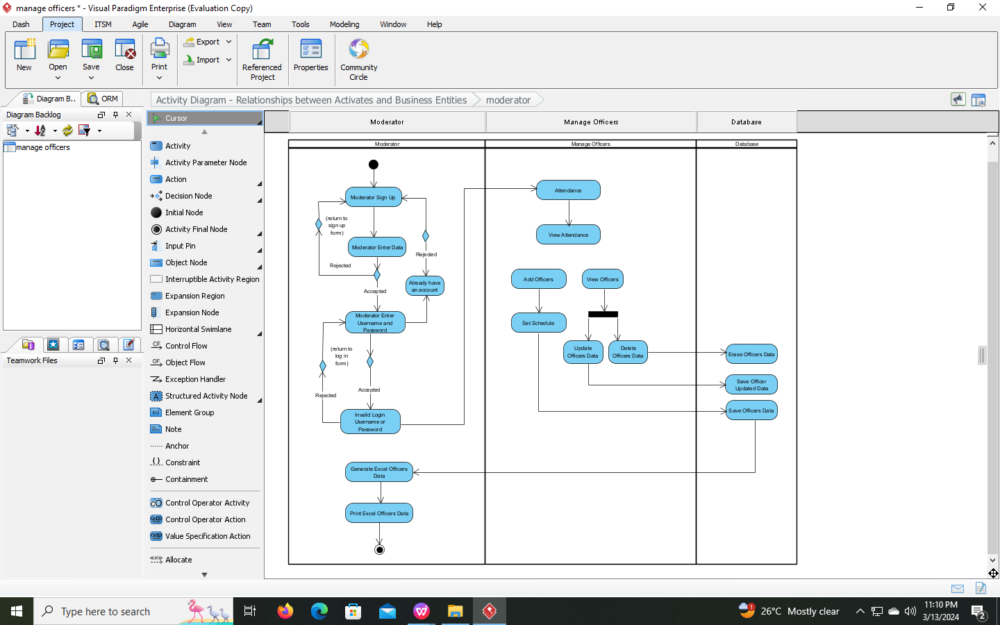 manage officers * - Visual Paradigm Enterprise (Evaluation Copy)
Dash Project ITSM Agile Diagram View Team Tools Modeling Window Help
New Open Save Close Print Export Import Referenced Project Properties Community Circle
Diagram B.. ORM
Activity Diagram - Relationships between Activates and Business Entities moderator
Diagram Backlog
manage officers
Teamwork Files
Cursor
Activity
Activity Parameter Node
Action
Decision Node
Initial Node
Activity Final Node
Input Pin
Object Node
Interruptible Activity Region
Expansion Region
Expansion Node
Horizontal Swimlane
CF Control Flow
OF Object Flow
Exception Handler
A Structured Activity Node
EG Element Group
Note
Anchor
{ } Constraint
Containment
cO Control Operator Activity
«cO» Control Operator Action
«vs» Value Specification Action
Allocate
Moderator Manage Officers Database
Moderator Manage Officers Database
Moderator Sign Up
(return to
sign up
form)
Moderator Enter Data
Rejected
Rejected
Accepted
Already have
an account
Moderator Enter
Username and
Password
(return to
log in
form)
Accepted
Rejected
Invalid Login
Username or
Password
Generate Excel Officers
Data
Print Excel Officers Data
Attendance
View Attendance
Add Officers
View Officers
Set Schedule
Update
Officers Data
Delete
Officers Data
Erase Officers Data
Save Officer
Updated Data
Save Officers Data
Type here to search
1
26°C Mostly clear
11:10 PM
3/13/2024
2